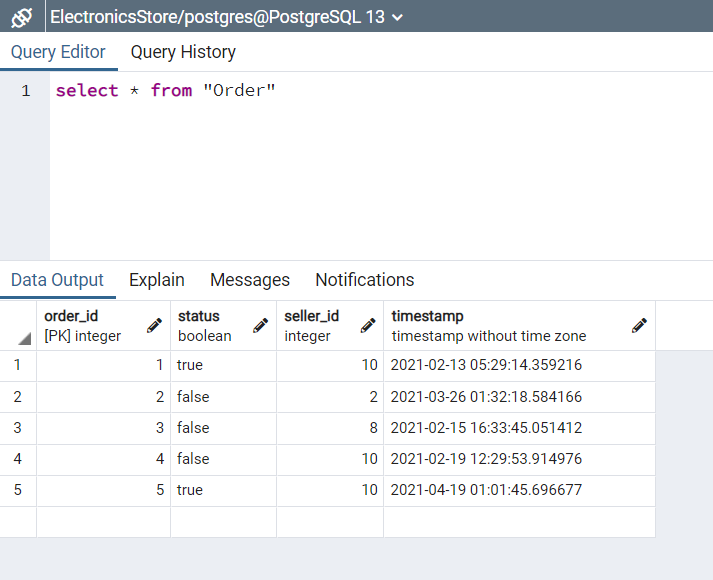 ElectronicsStore/postgres@PostgreSQL 13
Query Editor Query History
1 select * from "Order"
Data Output Explain Messages Notifications
order_id status seller_id timestamp
[PK] integer boolean integer timestamp without time zone
1 1 true 10 2021-02-13 05:29:14.359216
2 2 false 2 2021-03-26 01:32:18.584166
3 3 false 8 2021-02-15 16:33:45.051412
4 4 false 10 2021-02-19 12:29:53.914976
5 5 true 10 2021-04-19 01:01:45.696677